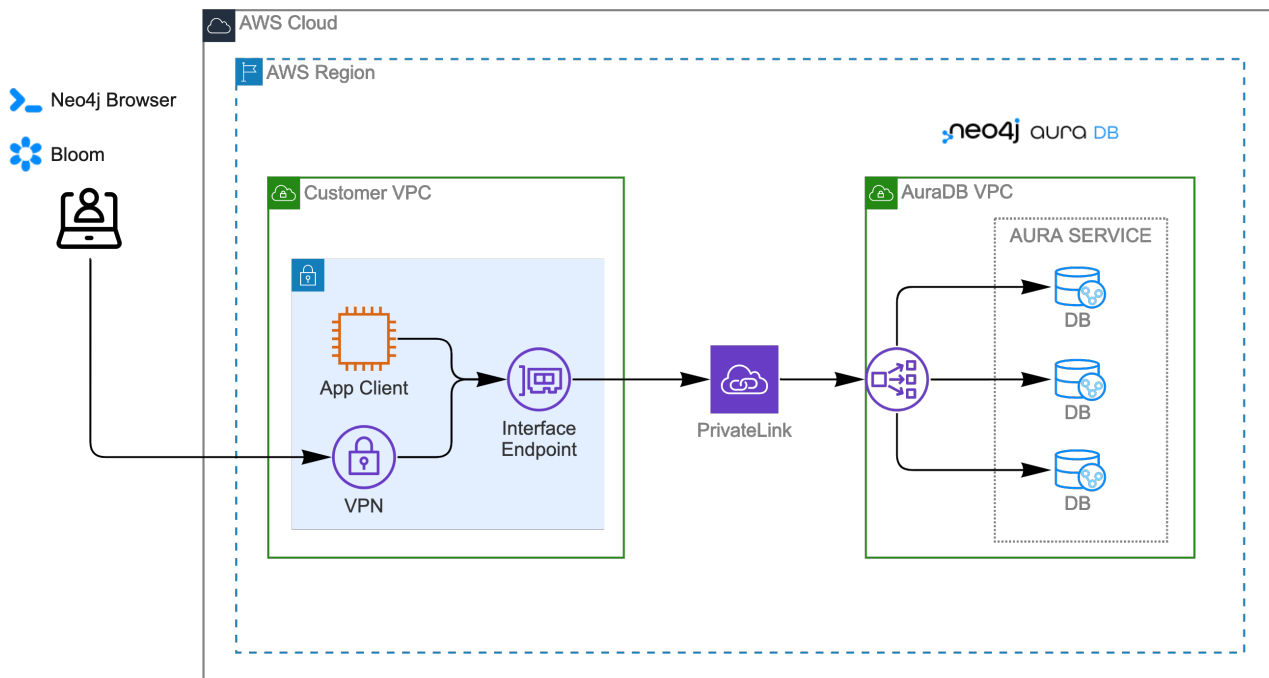 AWS Cloud
AWS Region
Neo4j Browser
Bloom
neo4j aura DB
Customer VPC
AuraDB VPC
AURA SERVICE
DB
App Client
DB
Interface
Endpoint
PrivateLink
VPN
DB